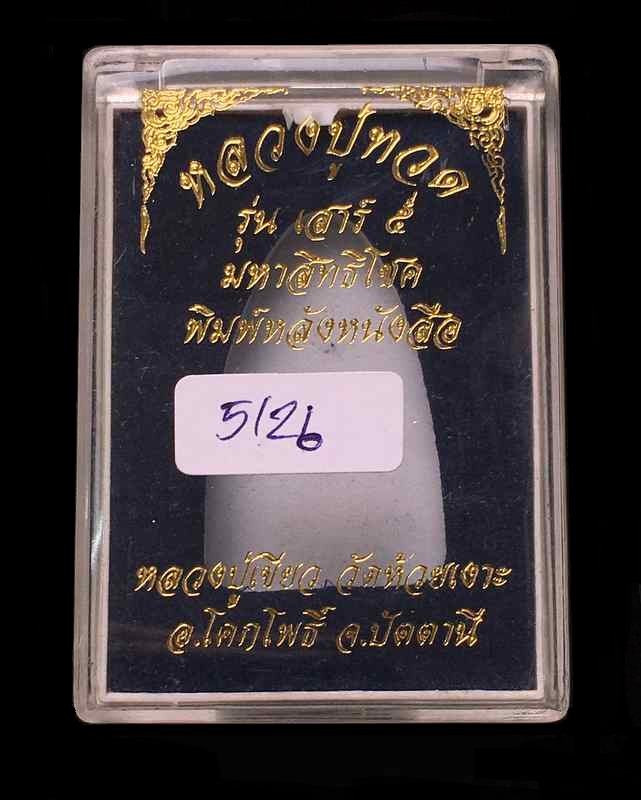 หลวงปู่ทวด
รุ่น เสาร์ ๕
มหาสิทธิโชค
พิมพ์หลังหนังสือ
5126
หลวงปู่เขียว วัดห้วยเงาะ
อ.โคกโพธิ์ จ.ปัตตานี